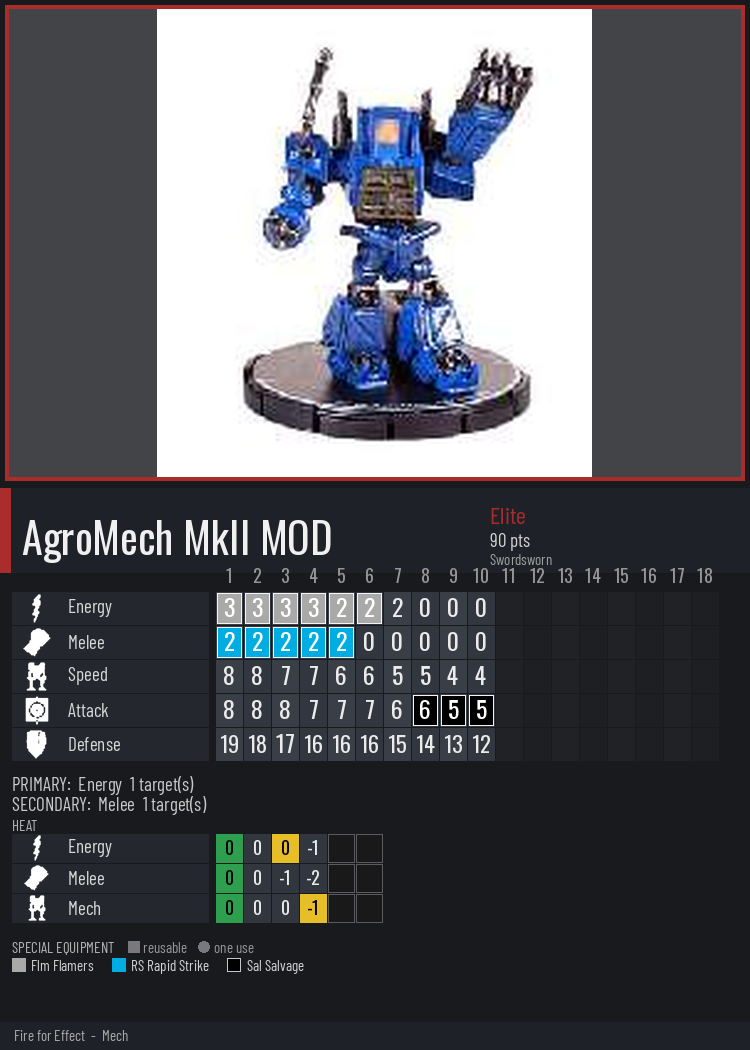 AgroMech MkII MOD
Elite
90 pts
Swordsworn
1 2 3 4 5 6 7 8 9 10 11 12 13 14 15 16 17 18
Energy 3 3 3 3 2 2 2 0 0 0
Melee 2 2 2 2 2 0 0 0 0 0
Speed 8 8 7 7 6 6 5 5 4 4
Attack 8 8 8 7 7 7 6 6 5 5
Defense 19 18 17 16 16 16 15 14 13 12
PRIMARY: Energy 1 target(s)
SECONDARY: Melee 1 target(s)
HEAT
Energy 0 0 0 -1
Melee 0 0 -1 -2
Mech 0 0 0 -1
SPECIAL EQUIPMENT reusable one use
Flm Flamers RS Rapid Strike Sal Salvage
Fire for Effect - Mech